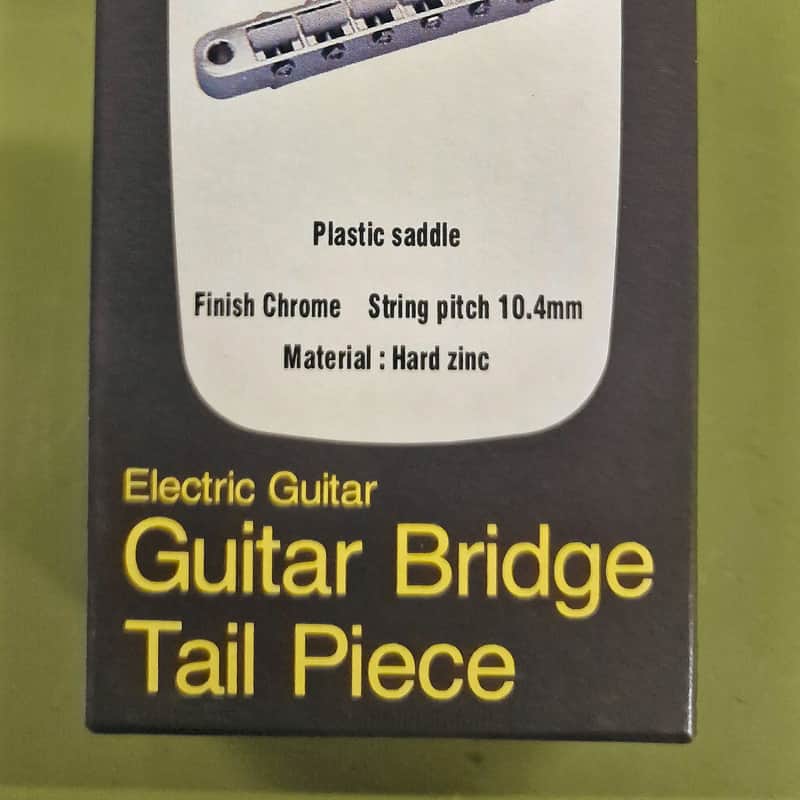 Plastic saddle
Finish Chrome String pitch 10.4mm
Material : Hard zinc
Electric Guitar
Guitar Bridge
Tail Piece